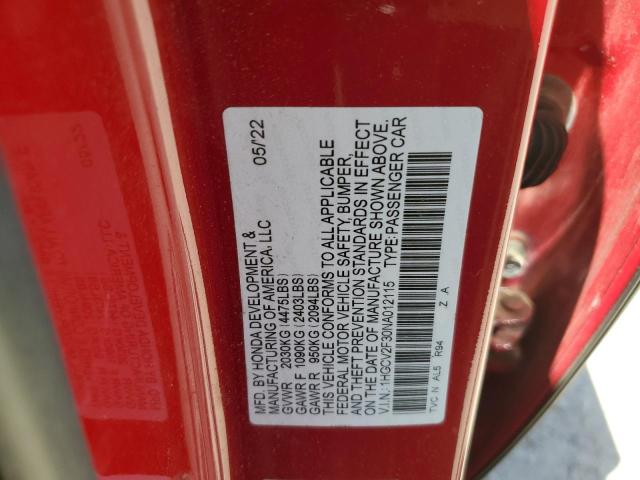 MFD. BY HONDA DEVELOPMENT &
MANUFACTURING OF AMERICA, LLC 05/22
GVWR 2030KG(4475LBS)
GAWR F 1090KG(2403LBS)
GAWR R 950KG(2094LBS)
THIS VEHICLE CONFORMS TO ALL APPLICABLE
FEDERAL MOTOR VEHICLE SAFETY, BUMPER,
AND THEFT PREVENTION STANDARDS IN EFFECT
ON THE DATE OF MANUFACTURE SHOWN ABOVE.
V.I.N.: 1HGCV2F30NA012115 TYPE:PASSENGER CAR
TVC N AL5 R94 Z A